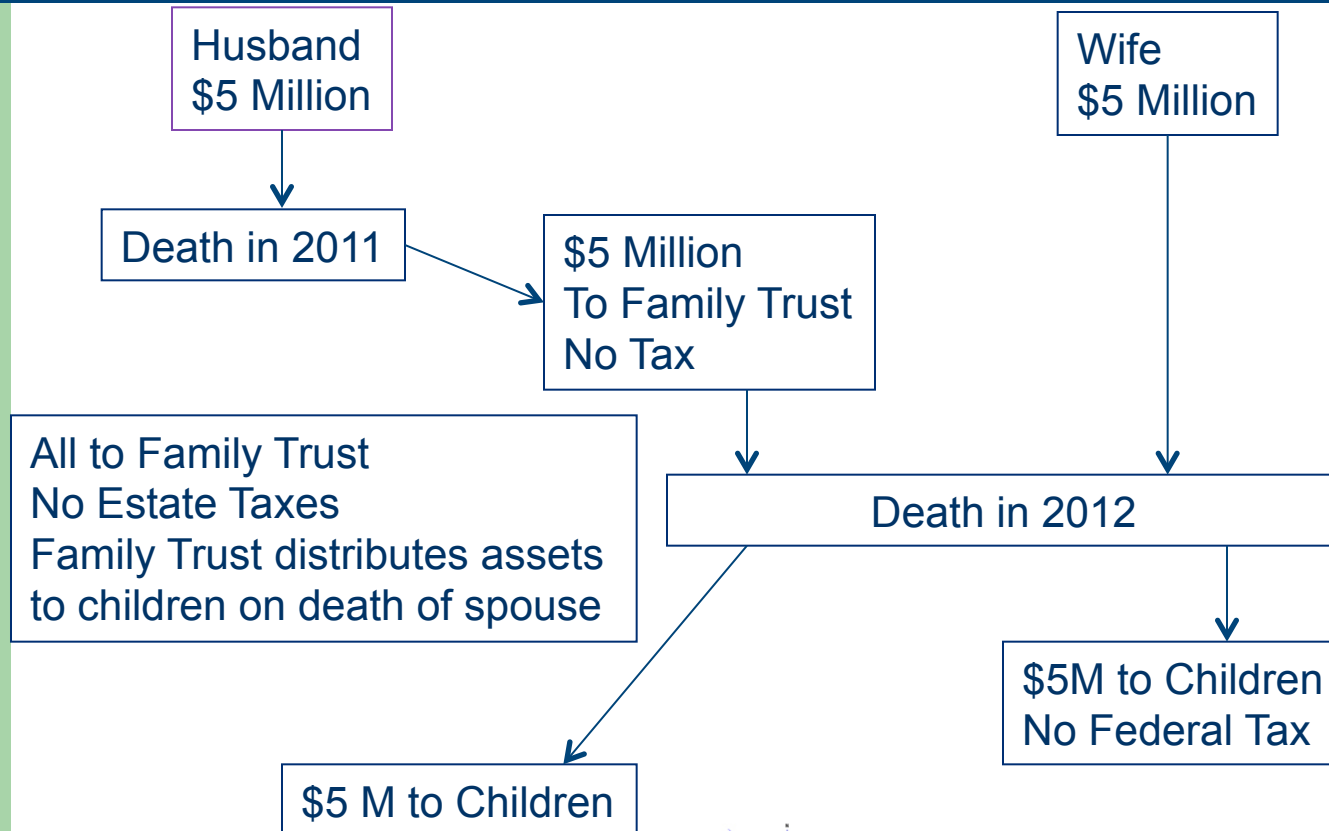 Husband
$5 Million
Wife
$5 Million
Death in 2011
$5 Million
To Family Trust
No Tax
All to Family Trust
No Estate Taxes
Family Trust distributes assets
to children on death of spouse
Death in 2012
$5M to Children
No Federal Tax
$5 M to Children